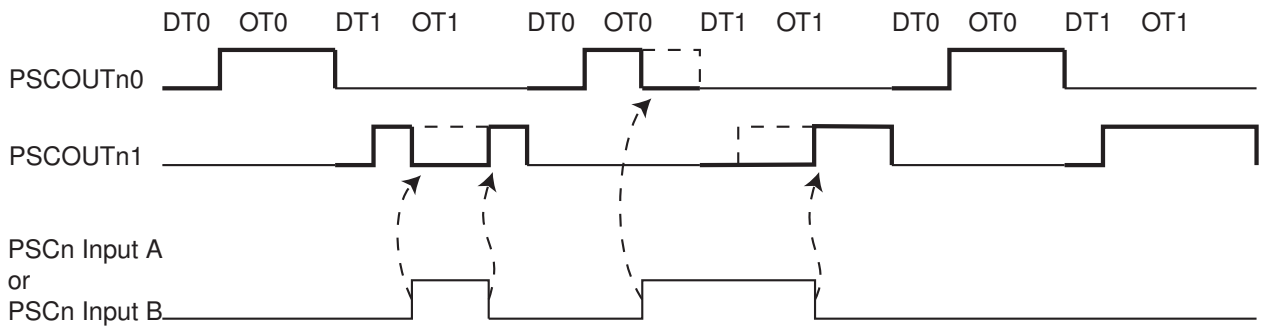 DT0 OT0 DT1 OT1 DT0 OT0 DT1 OT1 DT0 OT0 DT1 OT1
PSCOUTn0
PSCOUTn1
PSCn Input A
or
PSCn Input B